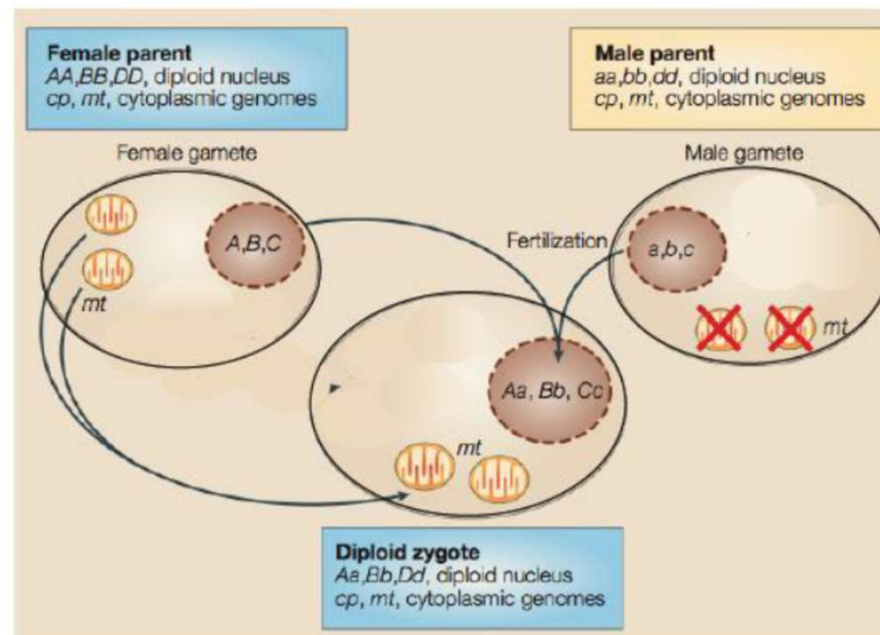 Female parent
AA,BB,DD, diploid nucleus
cp, mt, cytoplasmic genomes
Male parent
aa,bb,dd, diploid nucleus
cp, mt, cytoplasmic genomes
Female gamete
Male gamete
A,B,C
mt
Fertilization
a,b,c
mt
Aa, Bb, Cc
mt
Diploid zygote
Aa,Bb,Dd, diploid nucleus
cp, mt, cytoplasmic genomes